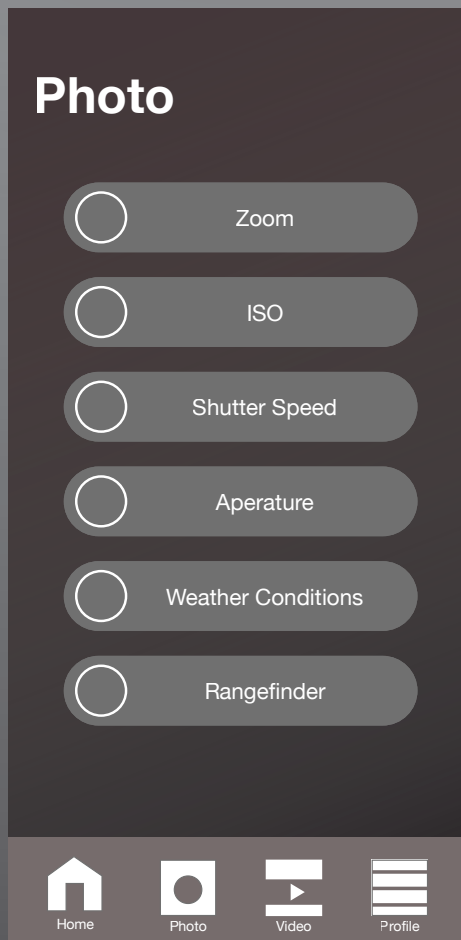 Photo
Zoom
ISO
Shutter Speed
Aperature
Weather Conditions
Rangefinder
Home
Photo
Video
Profile